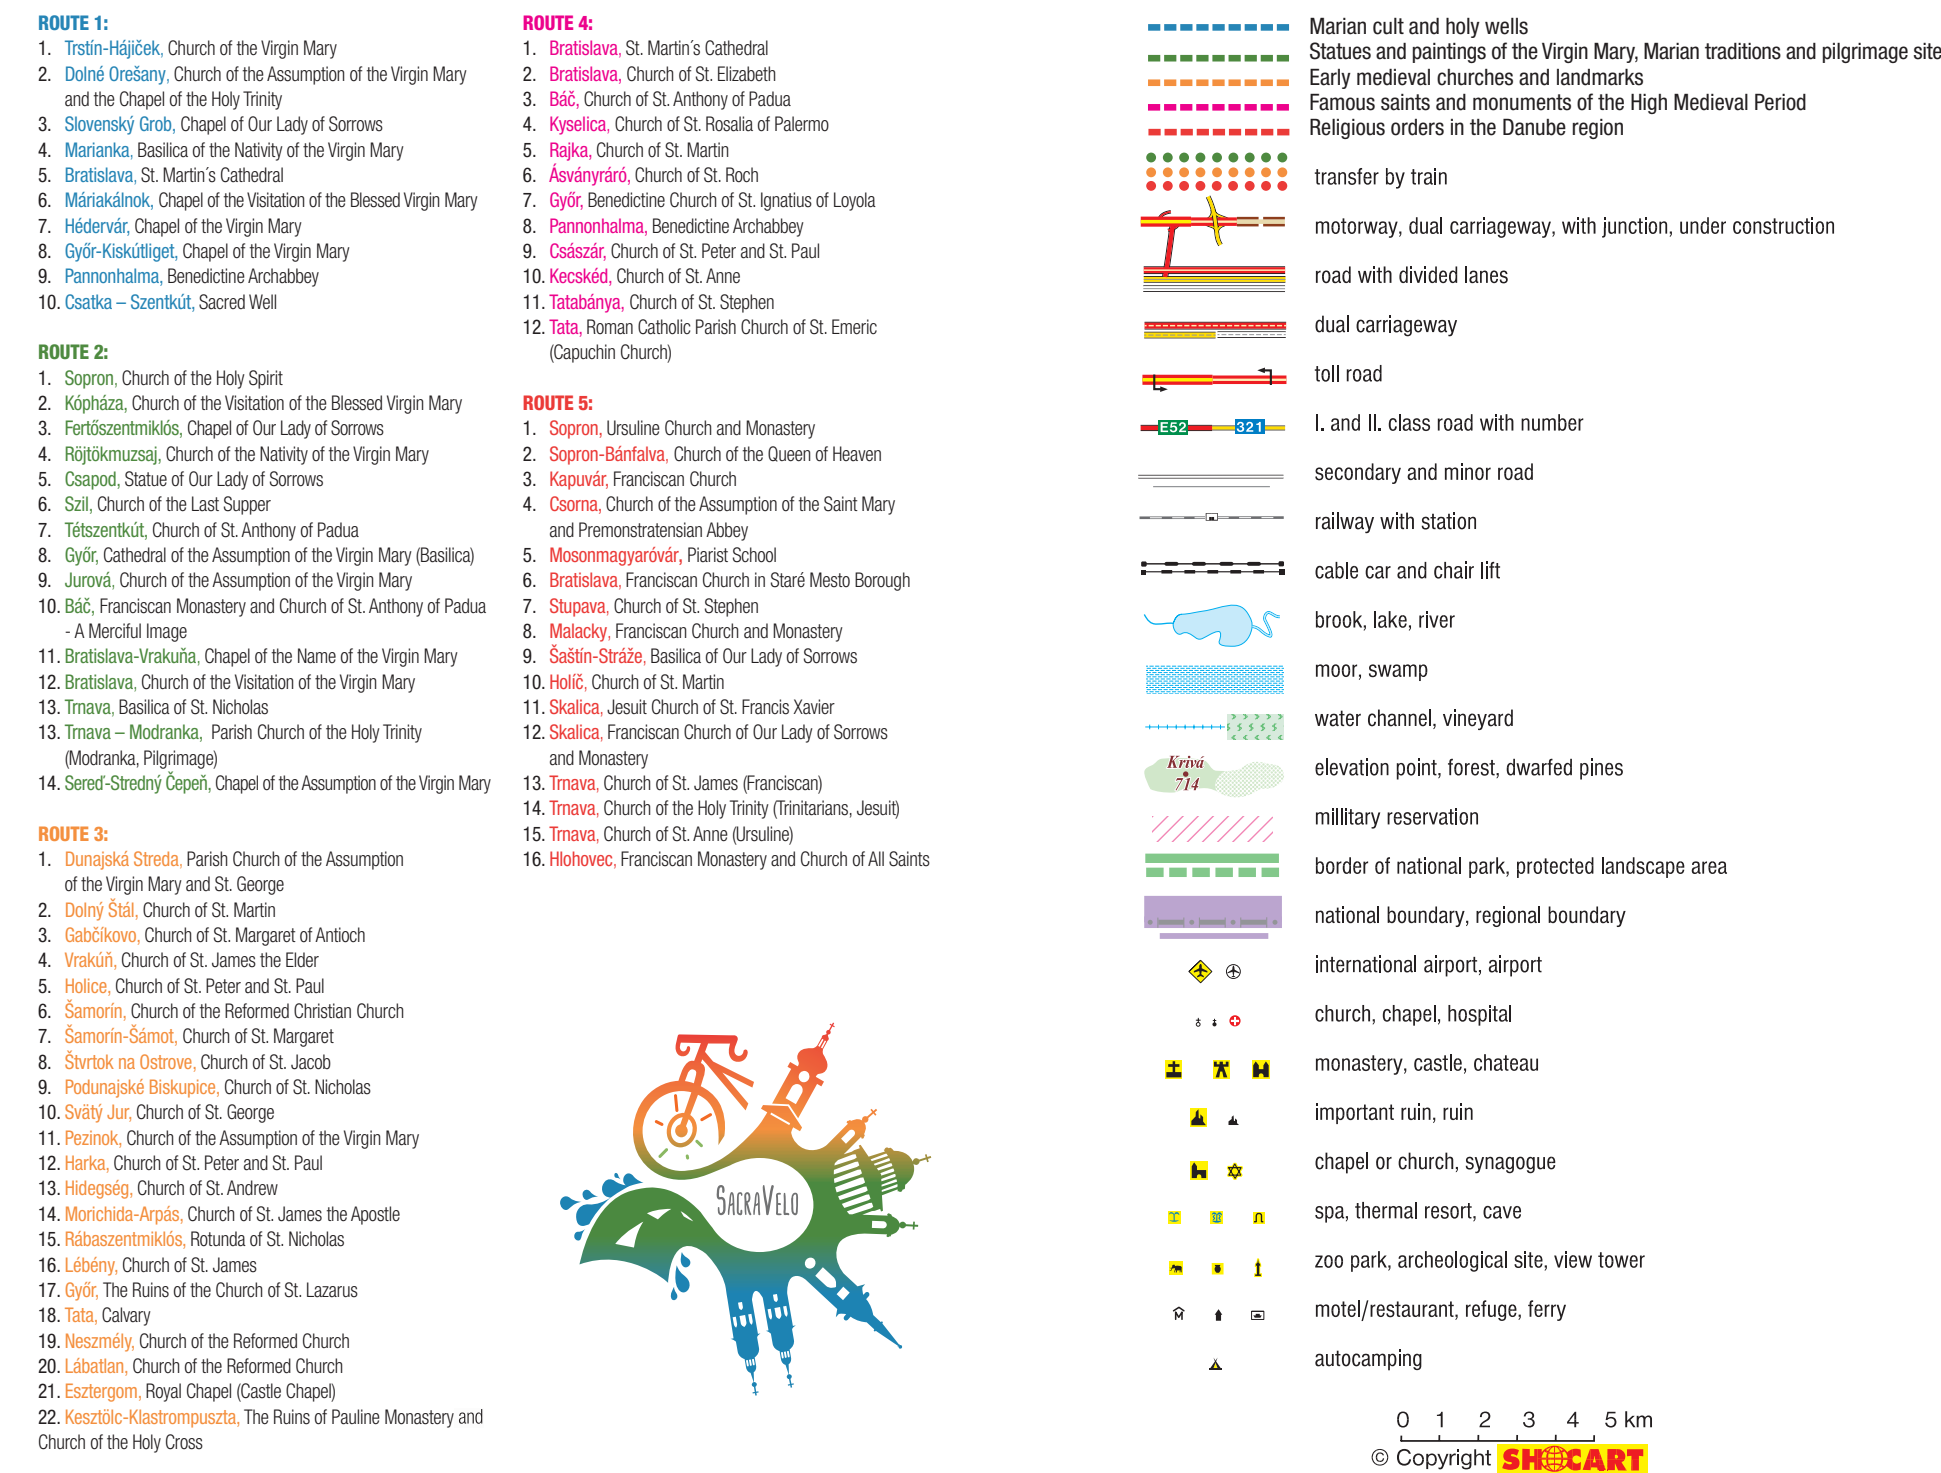 ROUTE 1:
1. Trstín-Hájiček, Church of the Virgin Mary
2. Dolné Orešany, Church of the Assumption of the Virgin Mary
and the Chapel of the Holy Trinity
3. Slovenský Grob, Chapel of Our Lady of Sorrows
4. Marianka, Basilica of the Nativity of the Virgin Mary
5. Bratislava, St. Martin´s Cathedral
6. Máriakálnok, Chapel of the Visitation of the Blessed Virgin Mary
7. Hédervár, Chapel of the Virgin Mary
8. Győr-Kiskútliget, Chapel of the Virgin Mary
9. Pannonhalma, Benedictine Archabbey
10. Csatka – Szentkút, Sacred Well
ROUTE 2:
1. Sopron, Church of the Holy Spirit
2. Kópháza, Church of the Visitation of the Blessed Virgin Mary
3. Fertőszentmiklós, Chapel of Our Lady of Sorrows
4. Röjtökmuzsaj, Church of the Nativity of the Virgin Mary
5. Csapod, Statue of Our Lady of Sorrows
6. Szil, Church of the Last Supper
7. Tétszentkút, Church of St. Anthony of Padua
8. Győr, Cathedral of the Assumption of the Virgin Mary (Basilica)
9. Jurová, Church of the Assumption of the Virgin Mary
10. Báč, Franciscan Monastery and Church of St. Anthony of Padua
- A Merciful Image
11. Bratislava-Vrakuňa, Chapel of the Name of the Virgin Mary
12. Bratislava, Church of the Visitation of the Virgin Mary
13. Trnava, Basilica of St. Nicholas
13. Trnava – Modranka, Parish Church of the Holy Trinity
(Modranka, Pilgrimage)
14. Sereď-Stredný Čepeň, Chapel of the Assumption of the Virgin Mary
ROUTE 3:
1. Dunajská Streda, Parish Church of the Assumption
of the Virgin Mary and St. George
2. Dolný Štál, Church of St. Martin
3. Gabčíkovo, Church of St. Margaret of Antioch
4. Vrakúň, Church of St. James the Elder
5. Holice, Church of St. Peter and St. Paul
6. Šamorín, Church of the Reformed Christian Church
7. Šamorín-Šámot, Church of St. Margaret
8. Štvrtok na Ostrove, Church of St. Jacob
9. Podunajské Biskupice, Church of St. Nicholas
10. Svätý Jur, Church of St. George
11. Pezinok, Church of the Assumption of the Virgin Mary
12. Harka, Church of St. Peter and St. Paul
13. Hidegség, Church of St. Andrew
14. Morichida-Arpás, Church of St. James the Apostle
15. Rábaszentmiklós, Rotunda of St. Nicholas
16. Lébény, Church of St. James
17. Győr, The Ruins of the Church of St. Lazarus
18. Tata, Calvary
19. Neszmély, Church of the Reformed Church
20. Lábatlan, Church of the Reformed Church
21. Esztergom, Royal Chapel (Castle Chapel)
22. Kesztölc-Klastrompuszta, The Ruins of Pauline Monastery and
Church of the Holy Cross
ROUTE 4:
1. Bratislava, St. Martin´s Cathedral
2. Bratislava, Church of St. Elizabeth
3. Báč, Church of St. Anthony of Padua
4. Kyselica, Church of St. Rosalia of Palermo
5. Rajka, Church of St. Martin
6. Ásványráró, Church of St. Roch
7. Győr, Benedictine Church of St. Ignatius of Loyola
8. Pannonhalma, Benedictine Archabbey
9. Császár, Church of St. Peter and St. Paul
10. Kecskéd, Church of St. Anne
11. Tatabánya, Church of St. Stephen
12. Tata, Roman Catholic Parish Church of St. Emeric
(Capuchin Church)
ROUTE 5:
1. Sopron, Ursuline Church and Monastery
2. Sopron-Bánfalva, Church of the Queen of Heaven
3. Kapuvár, Franciscan Church
4. Csorna, Church of the Assumption of the Saint Mary
and Premonstratensian Abbey
5. Mosonmagyaróvár, Piarist School
6. Bratislava, Franciscan Church in Staré Mesto Borough
7. Stupava, Church of St. Stephen
8. Malacky, Franciscan Church and Monastery
9. Šaštín-Stráže, Basilica of Our Lady of Sorrows
10. Holíč, Church of St. Martin
11. Skalica, Jesuit Church of St. Francis Xavier
12. Skalica, Franciscan Church of Our Lady of Sorrows
and Monastery
13. Trnava, Church of St. James (Franciscan)
14. Trnava, Church of the Holy Trinity (Trinitarians, Jesuit)
15. Trnava, Church of St. Anne (Ursuline)
16. Hlohovec, Franciscan Monastery and Church of All Saints
SACRAVELO
Marian cult and holy wells
Statues and paintings of the Virgin Mary, Marian traditions and pilgrimage site
Early medieval churches and landmarks
Famous saints and monuments of the High Medieval Period
Religious orders in the Danube region
transfer by train
motorway, dual carriageway, with junction, under construction
road with divided lanes
dual carriageway
toll road
E52 321 I. and II. class road with number
secondary and minor road
railway with station
cable car and chair lift
brook, lake, river
moor, swamp
water channel, vineyard
Krivá
714
elevation point, forest, dwarfed pines
millitary reservation
border of national park, protected landscape area
national boundary, regional boundary
international airport, airport
church, chapel, hospital
monastery, castle, chateau
important ruin, ruin
chapel or church, synagogue
spa, thermal resort, cave
zoo park, archeological site, view tower
M motel/restaurant, refuge, ferry
autocamping
0 1 2 3 4 5 km
© Copyright SHOCART